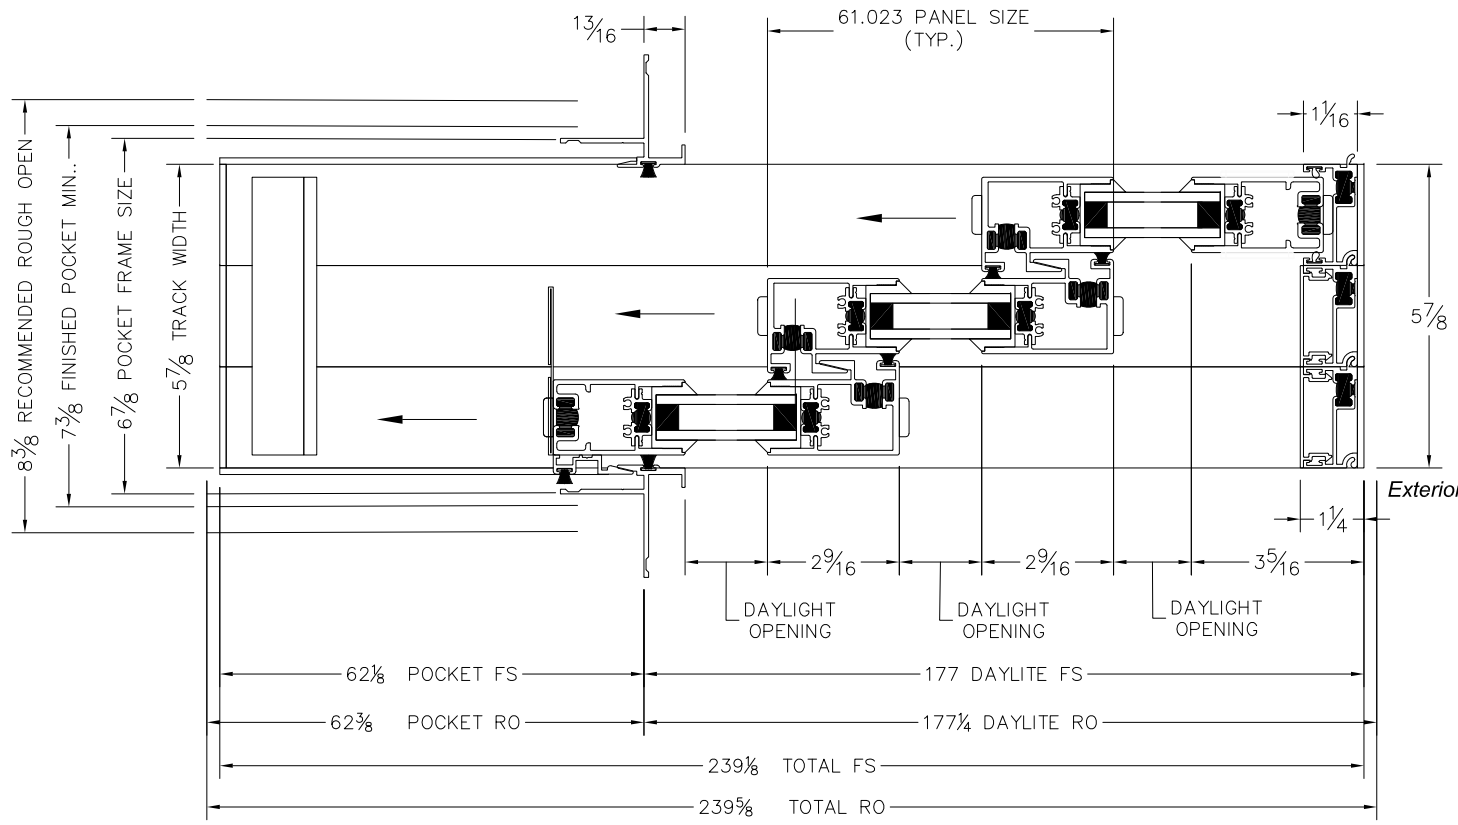 13/16
61.023 PANEL SIZE
(TYP.)
1 1/16
8 3/8 RECOMMENDED ROUGH OPEN
7 3/8 FINISHED POCKET MIN..
6 7/8 POCKET FRAME SIZE
5 7/8 TRACK WIDTH
5 7/8
Exterior
1 1/4
2 9/16
2 9/16
3 5/16
DAYLIGHT
OPENING
DAYLIGHT
OPENING
DAYLIGHT
OPENING
62 1/8 POCKET FS
177 DAYLITE FS
62 3/8 POCKET RO
177 1/4 DAYLITE RO
239 1/8 TOTAL FS
239 5/8 TOTAL RO